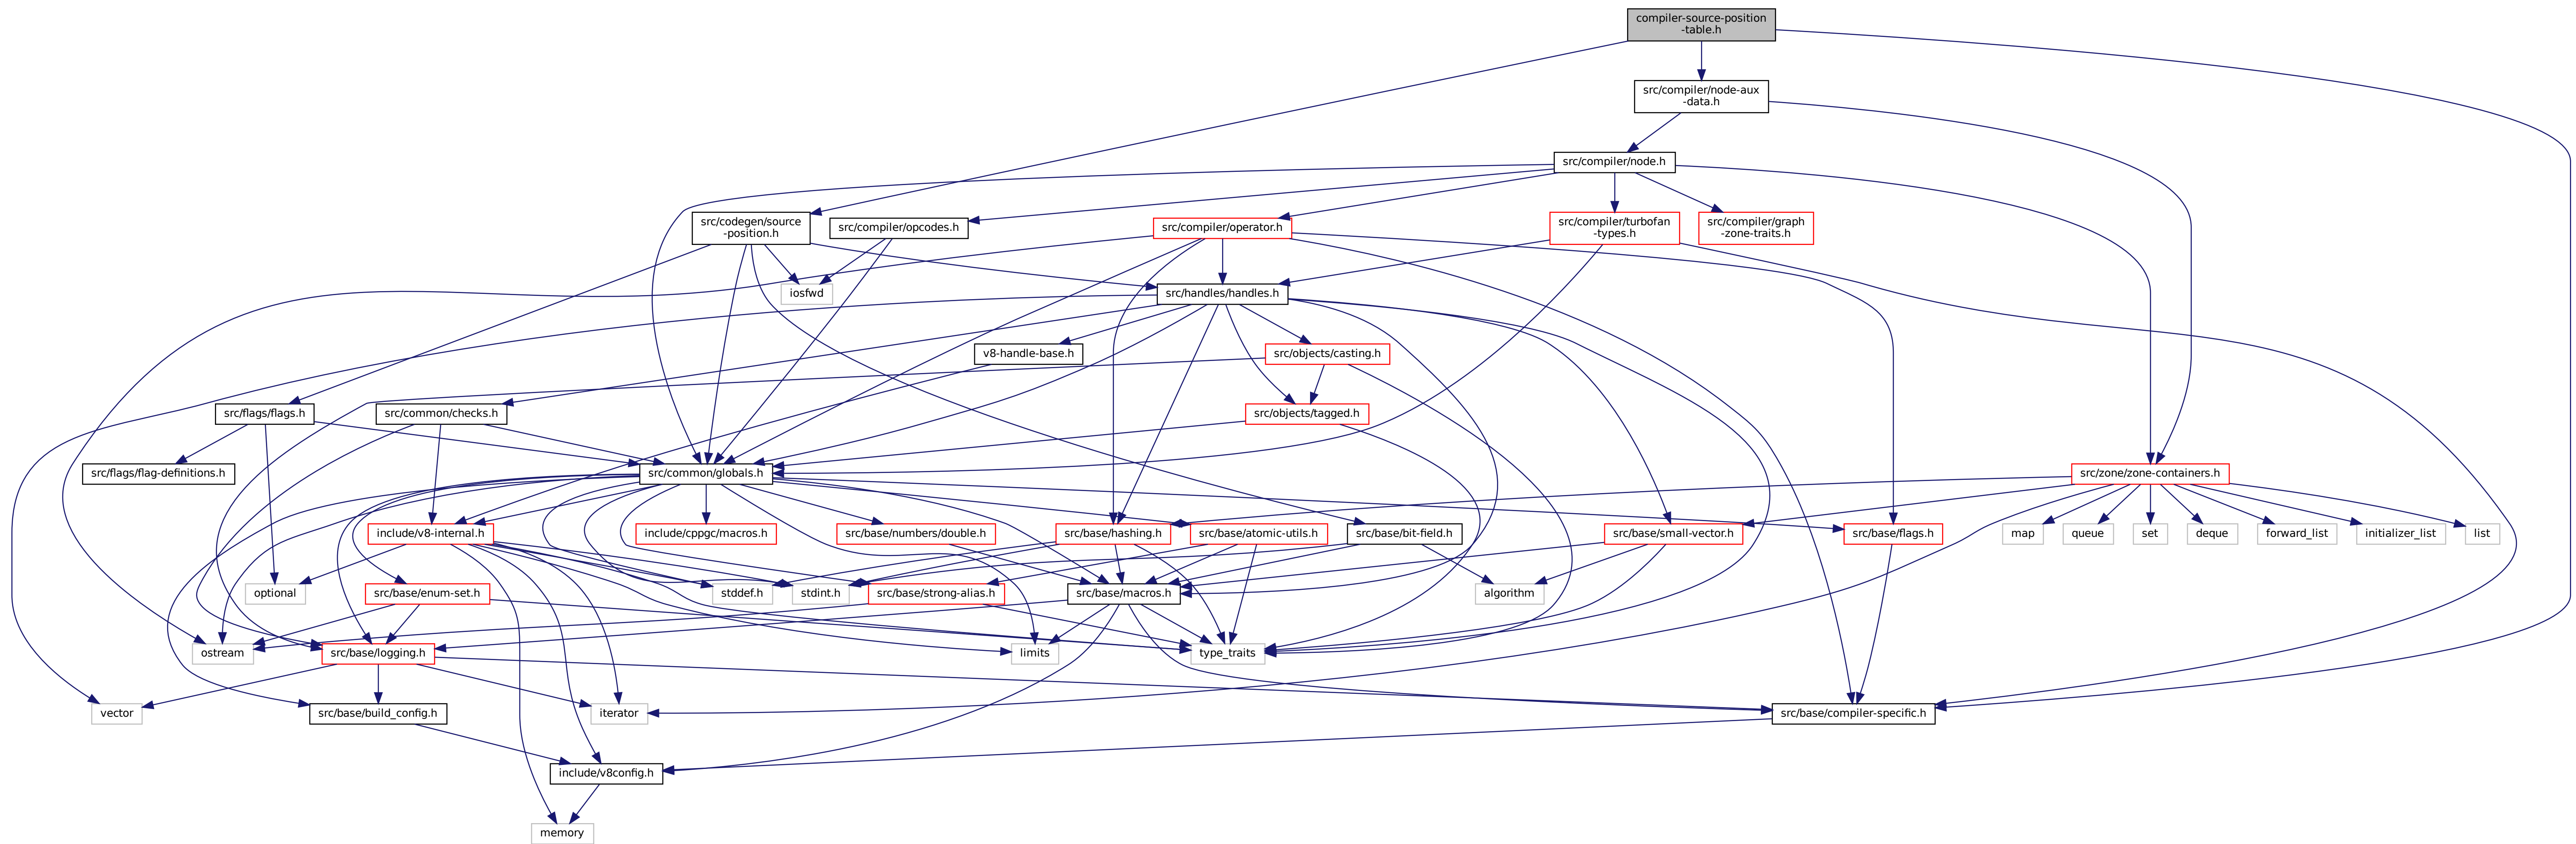 compiler-source-position
-table.h
src/compiler/node-aux
-data.h
src/compiler/node.h
src/codegen/source
-position.h
src/compiler/opcodes.h
src/compiler/operator.h
src/compiler/turbofan
-types.h
src/compiler/graph
-zone-traits.h
iosfwd
src/handles/handles.h
v8-handle-base.h
src/objects/casting.h
src/flags/flags.h
src/common/checks.h
src/objects/tagged.h
src/flags/flag-definitions.h
src/common/globals.h
src/zone/zone-containers.h
include/v8-internal.h
include/cppgc/macros.h
src/base/numbers/double.h
src/base/hashing.h
src/base/atomic-utils.h
src/base/bit-field.h
src/base/small-vector.h
src/base/flags.h
map
queue
set
deque
forward_list
initializer_list
list
optional
src/base/enum-set.h
stddef.h
stdint.h
src/base/strong-alias.h
src/base/macros.h
algorithm
ostream
src/base/logging.h
limits
type_traits
vector
src/base/build_config.h
iterator
src/base/compiler-specific.h
include/v8config.h
memory